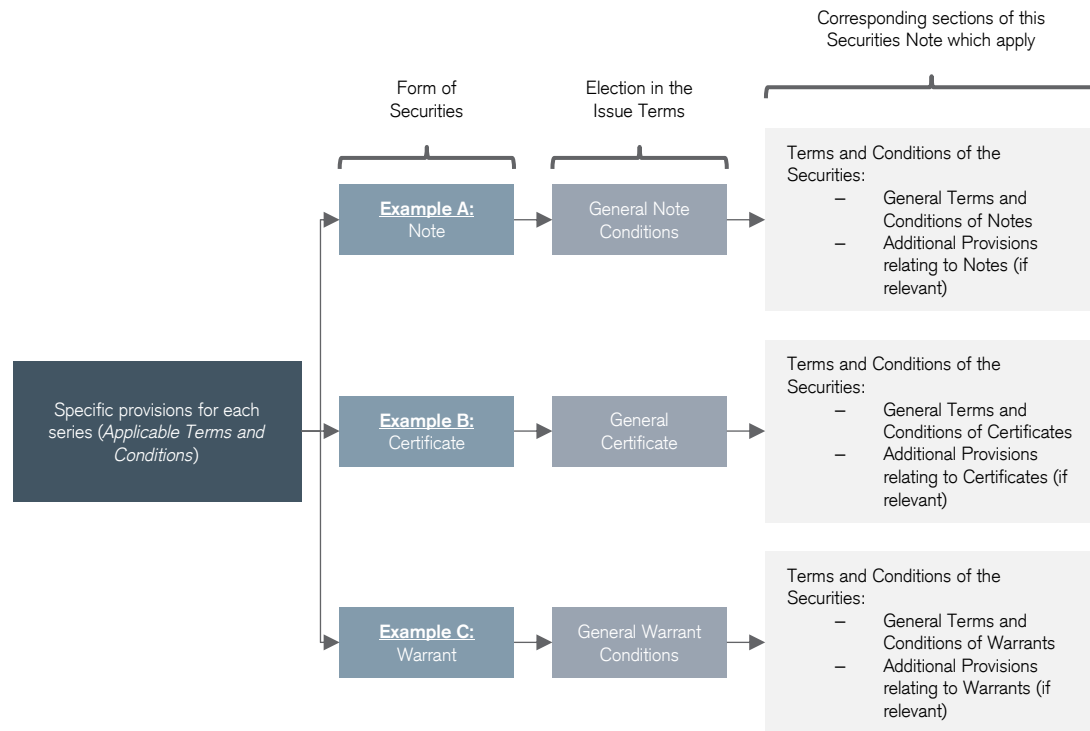 Corresponding sections of this
Securities Note which apply
Form of
Securities
Election in the
Issue Terms
Specific provisions for each
series (Applicable Terms and
Conditions)
Example A:
Note
General Note
Conditions
Terms and Conditions of the
Securities:
– General Terms and
Conditions of Notes
– Additional Provisions
relating to Notes (if
relevant)
Example B:
Certificate
General
Certificate
Terms and Conditions of the
Securities:
– General Terms and
Conditions of Certificates
– Additional Provisions
relating to Certificates (if
relevant)
Example C:
Warrant
General Warrant
Conditions
Terms and Conditions of the
Securities:
– General Terms and
Conditions of Warrants
– Additional Provisions
relating to Warrants (if
relevant)